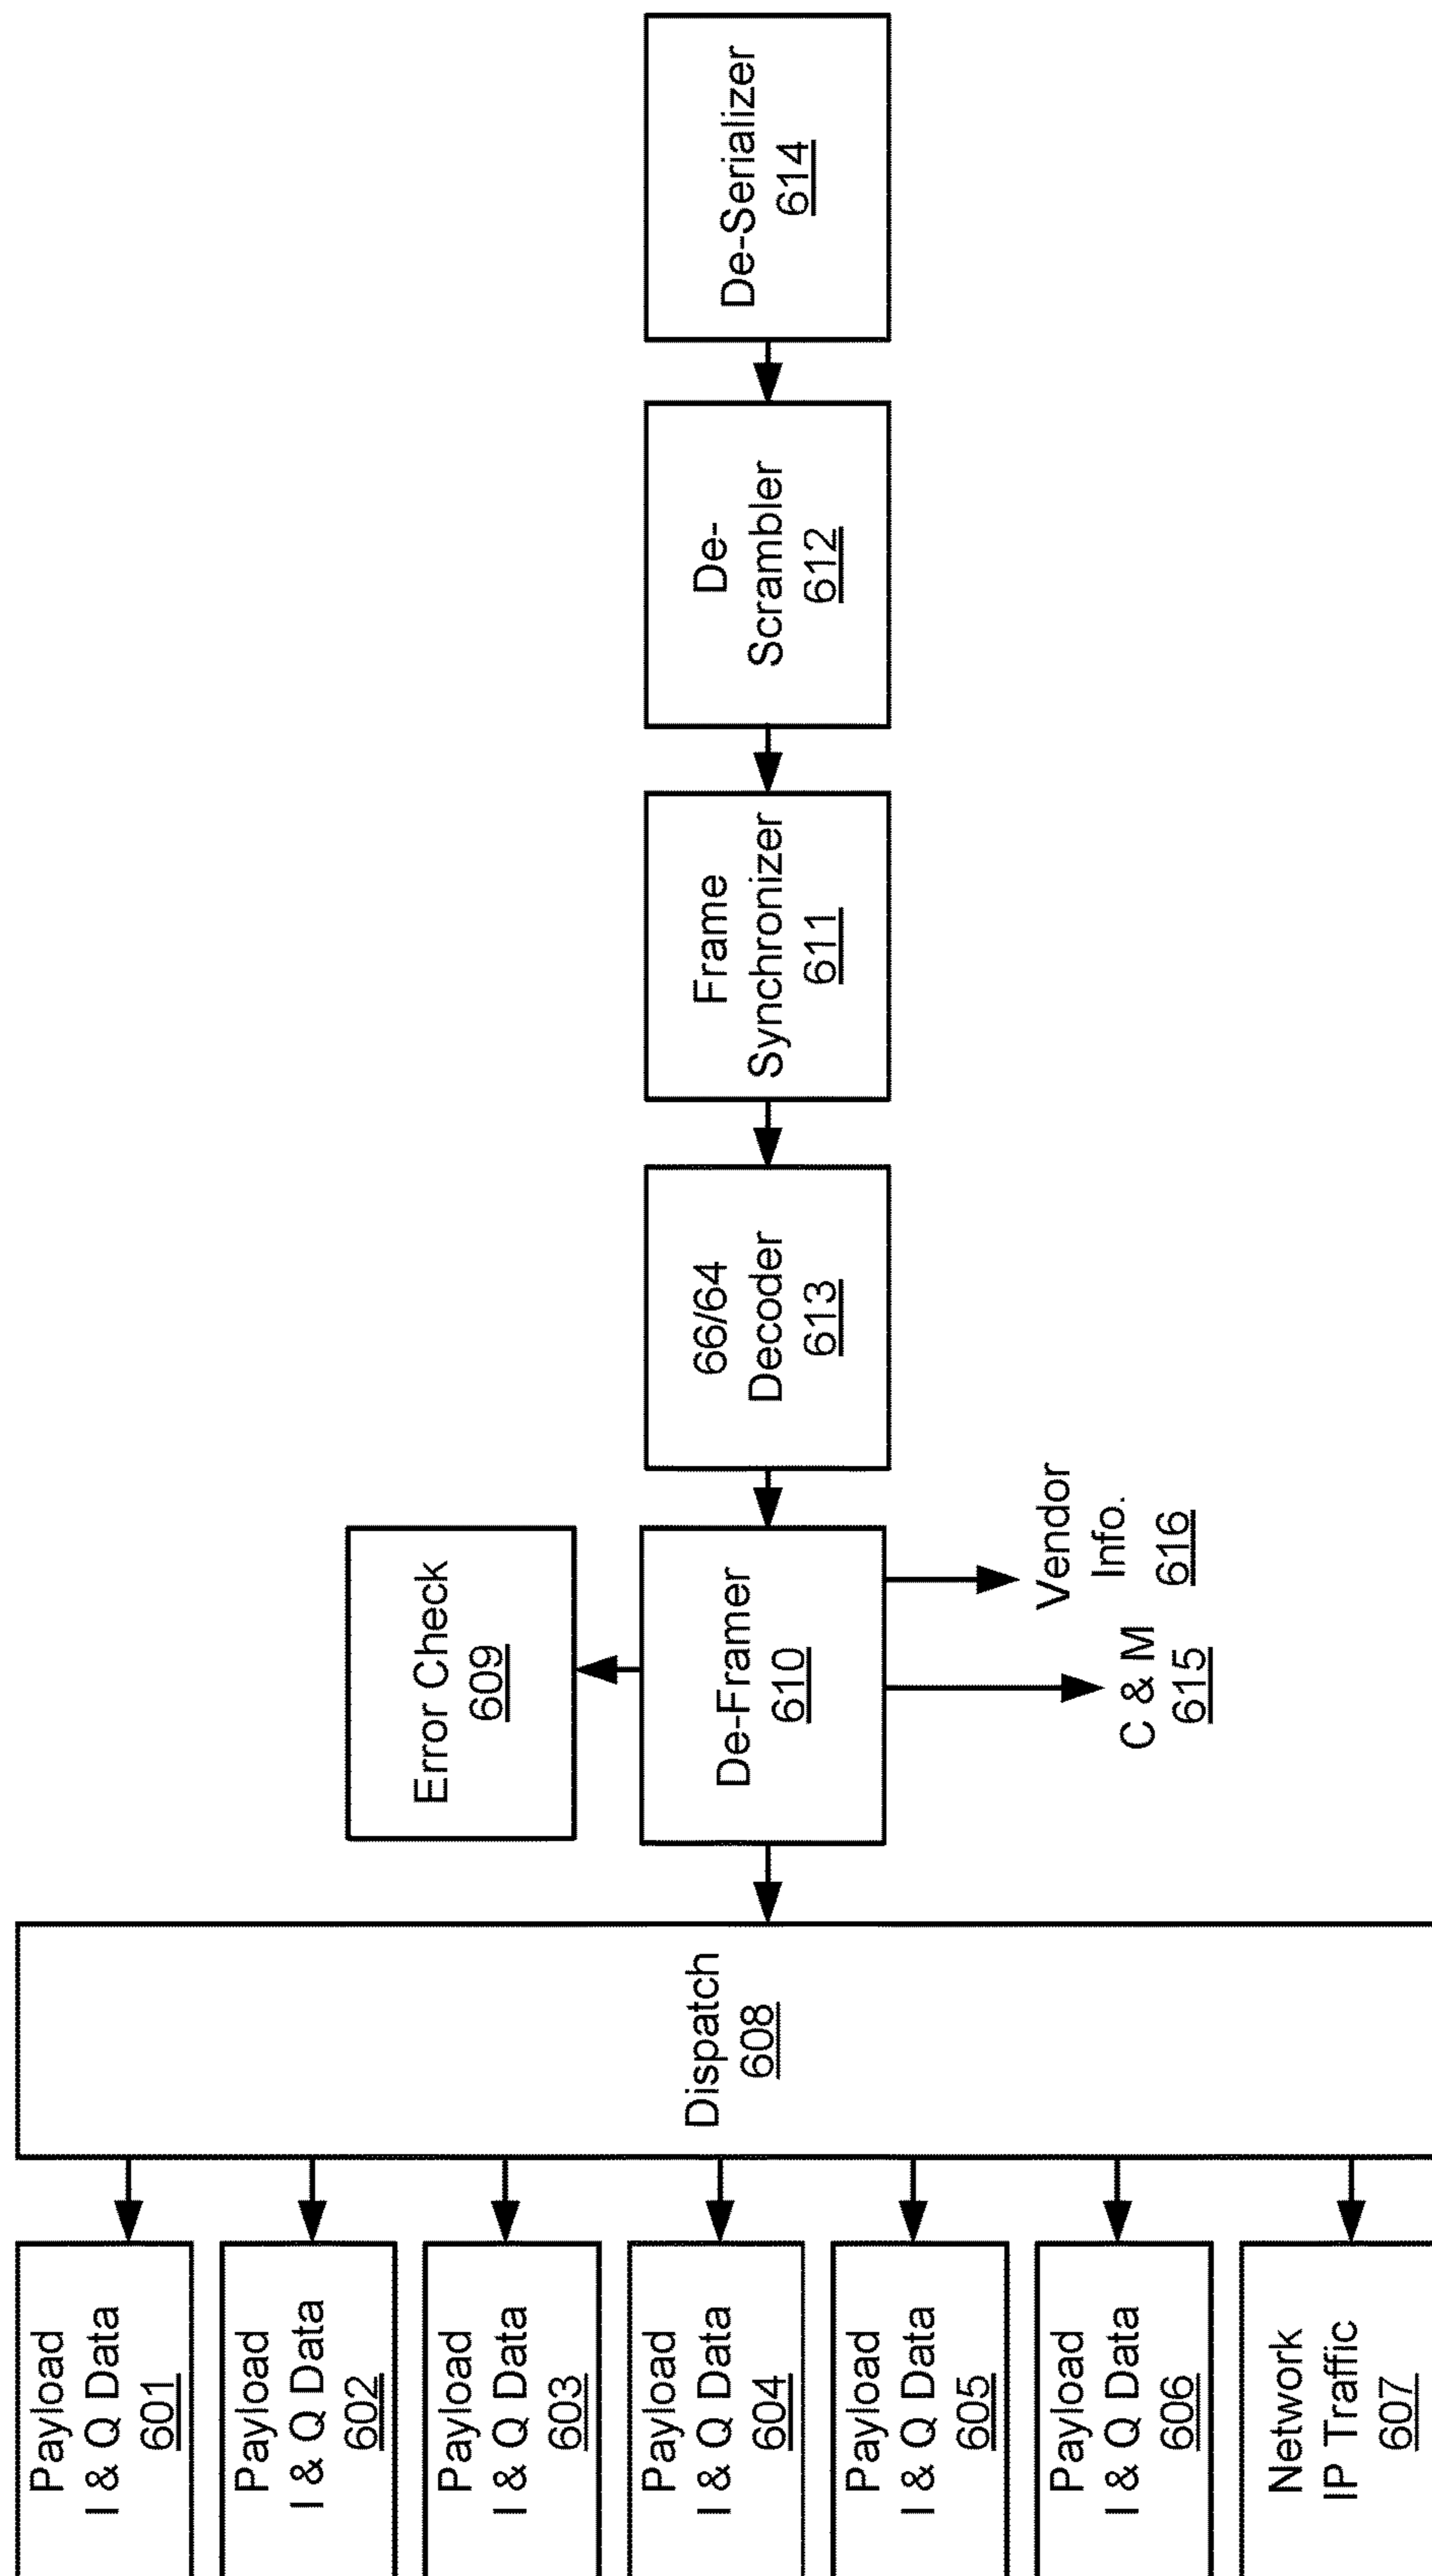 Payload
I & Q Data
601
Payload
I & Q Data
602
Payload
I & Q Data
603
Payload
I & Q Data
604
Payload
I & Q Data
605
Payload
I & Q Data
606
Network
IP Traffic
607
Dispatch
608
Error Check
609
De-Framer
610
C & M
615
Vendor
Info.
616
66/64
Decoder
613
Frame
Synchronizer
611
De-
Scrambler
612
De-Serializer
614